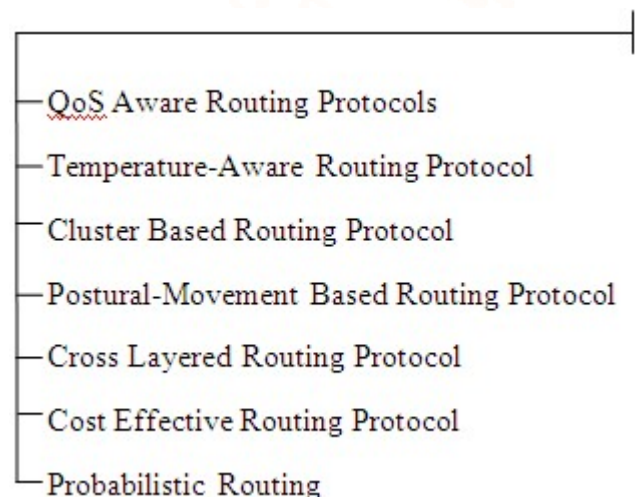 QoS Aware Routing Protocols
Temperature-Aware Routing Protocol
Cluster Based Routing Protocol
Postural-Movement Based Routing Protocol
Cross Layered Routing Protocol
Cost Effective Routing Protocol
Probabilistic Routing